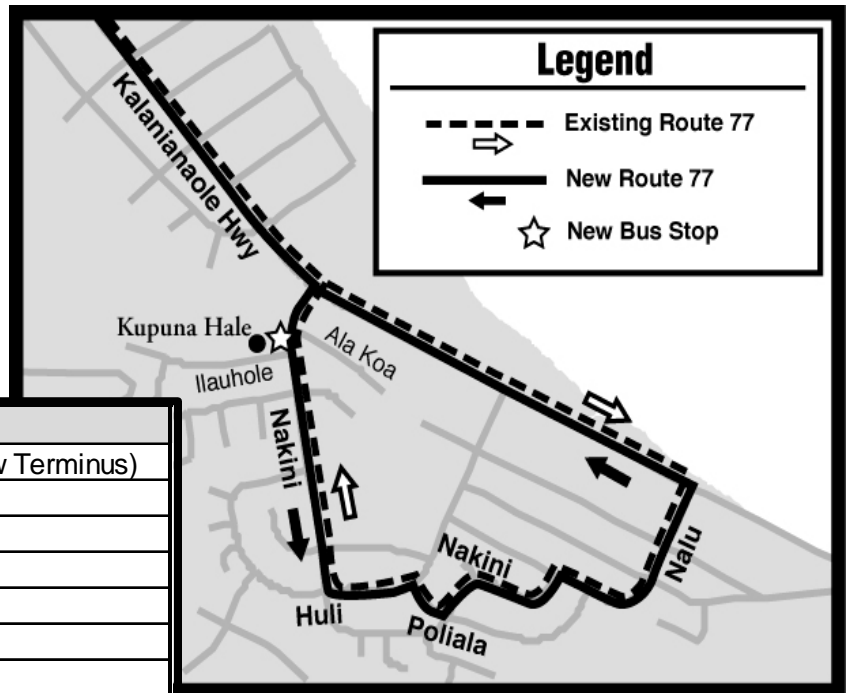 Legend
Existing Route 77
New Route 77
New Bus Stop
Kalanianaole Hwy
Kupuna Hale
Ala Koa
Ilauhole
Nakini
Terminus)
Nakini
Nalu
Huli
Poliala